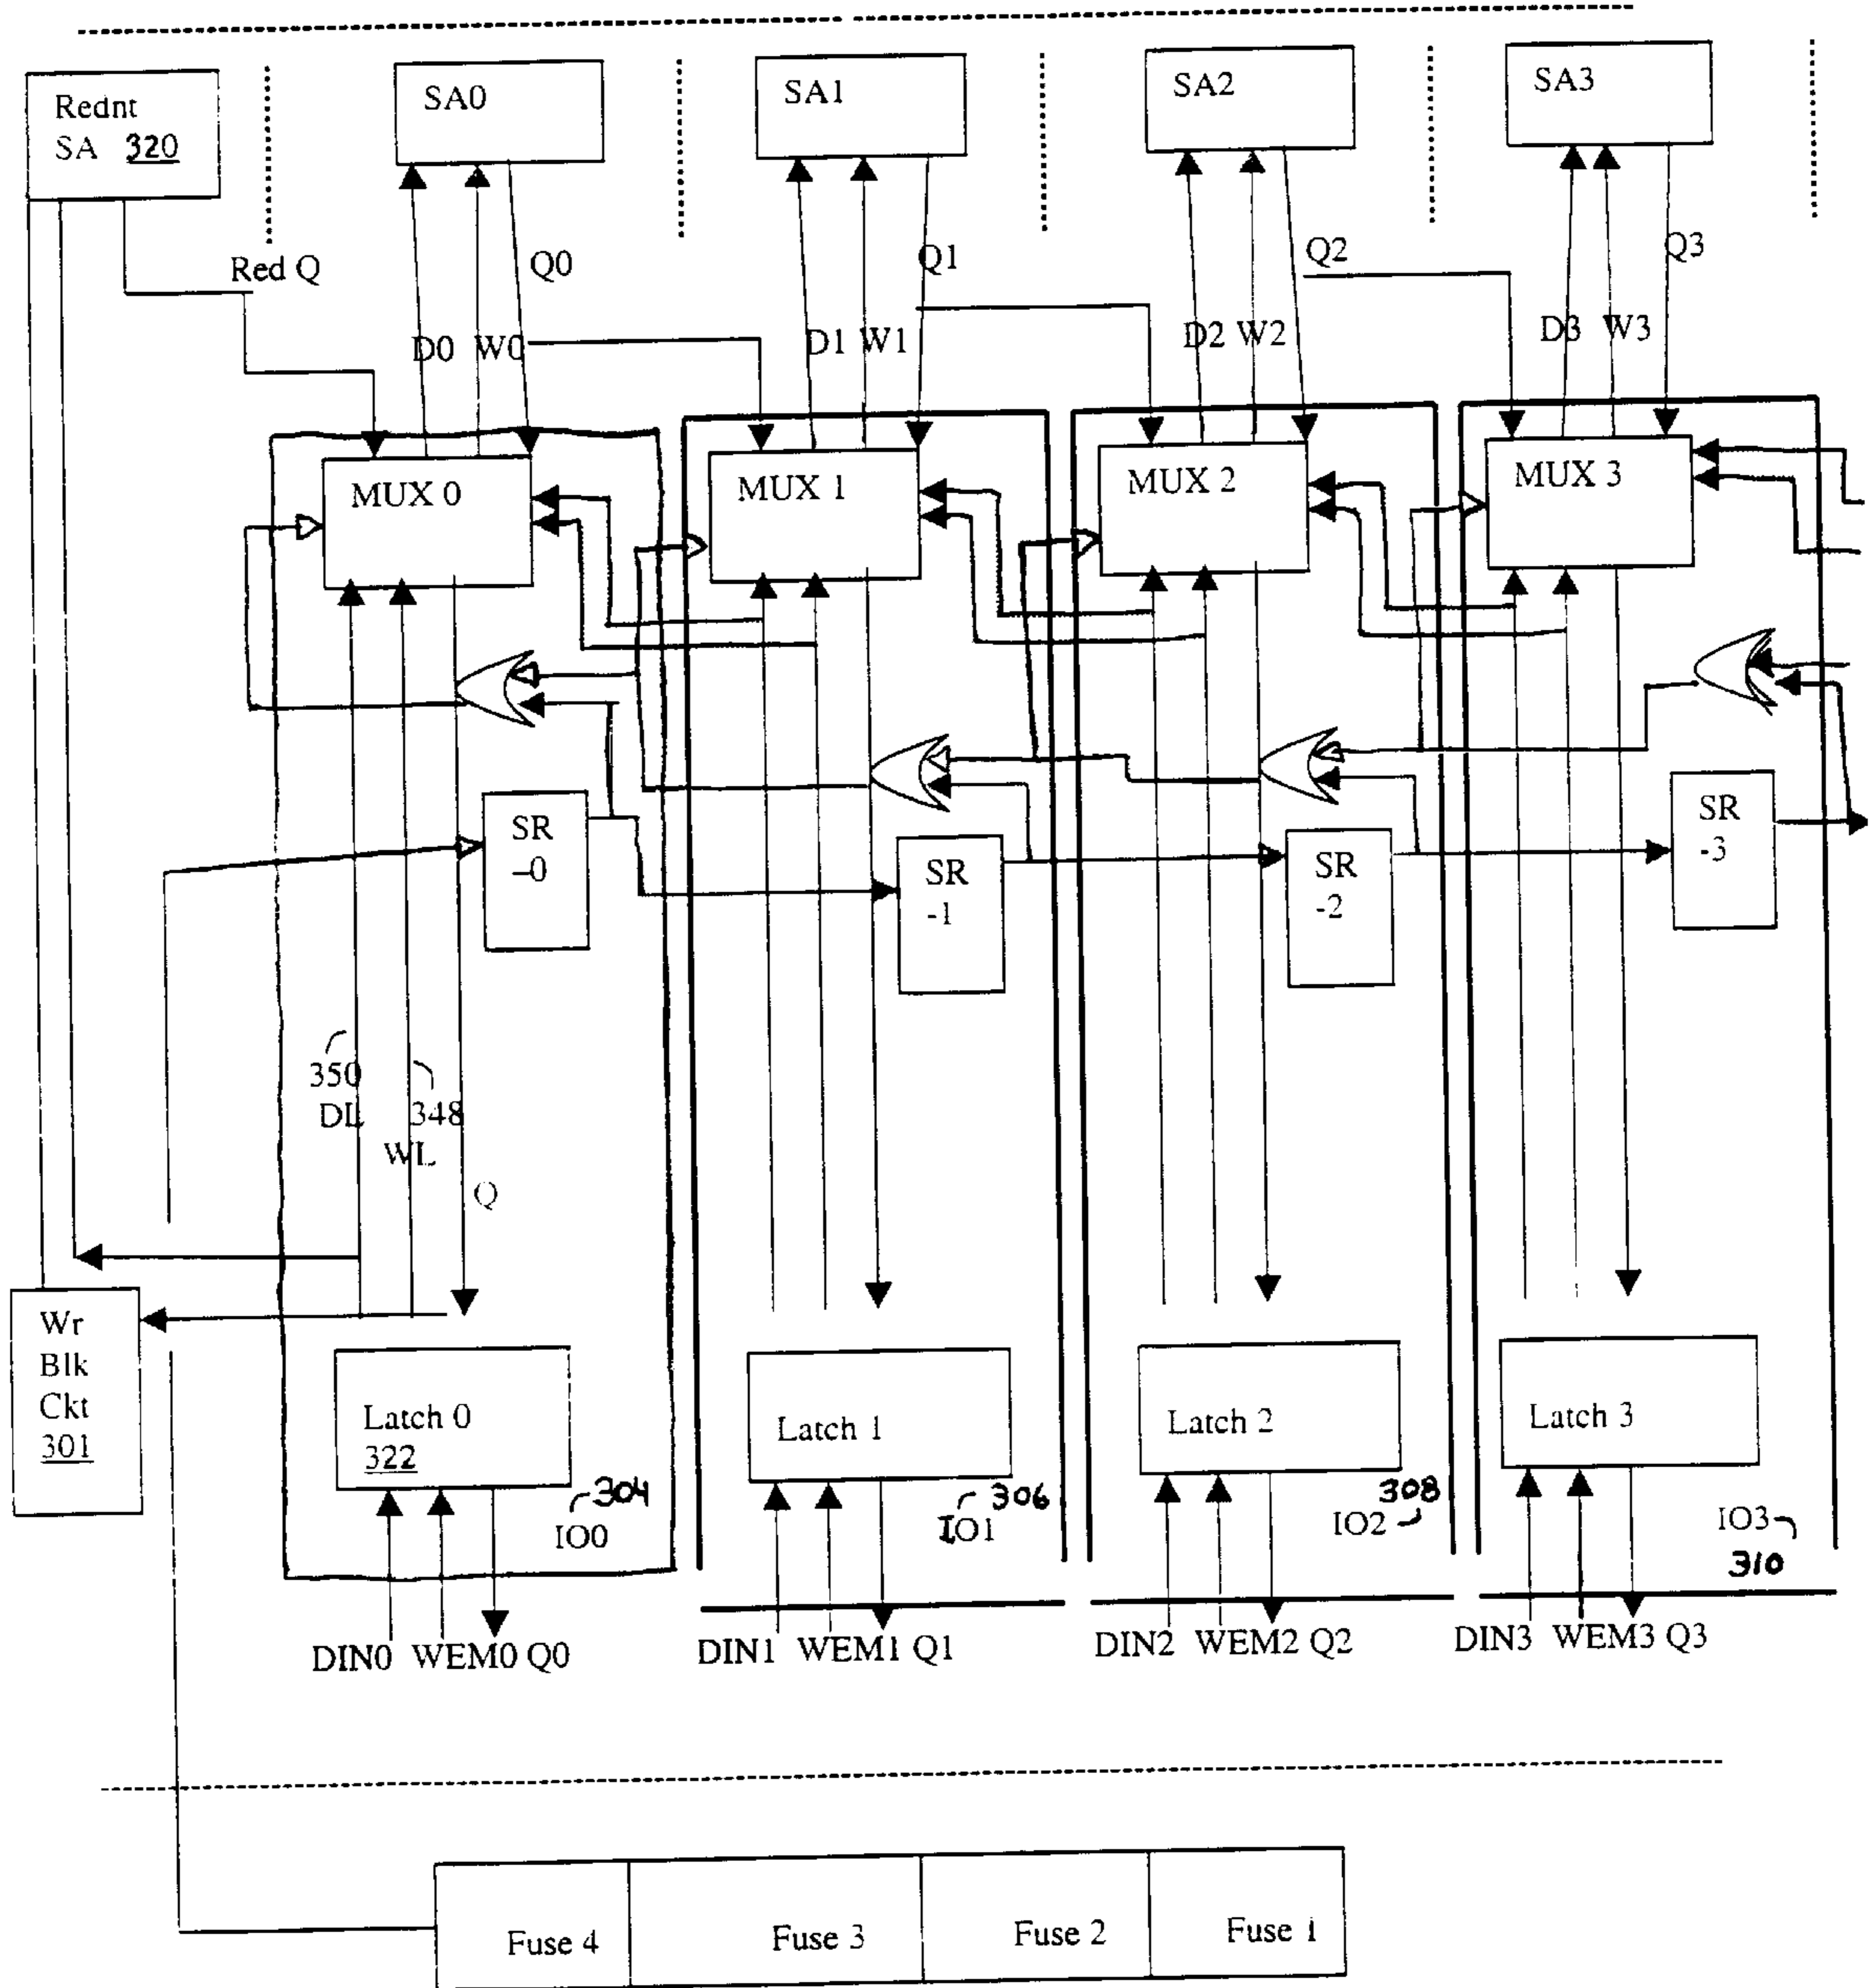 Rednt
SA 320
SA0
SA1
SA2
SA3
Red Q
Q0
Q1
Q2
Q3
D0 W0
D1 W1
D2 W2
D3 W3
MUX 0
MUX 1
MUX 2
MUX 3
SR
–0
SR
-1
SR
-2
SR
-3
350
DL
348
WL
Q
Wr
Blk
Ckt
301
Latch 0
322
Latch 1
Latch 2
Latch 3
304
IO0
306
IO1
308
IO2
IO3
310
DIN0 WEM0 Q0
DIN1 WEM1 Q1
DIN2 WEM2 Q2
DIN3 WEM3 Q3
Fuse 4
Fuse 3
Fuse 2
Fuse 1